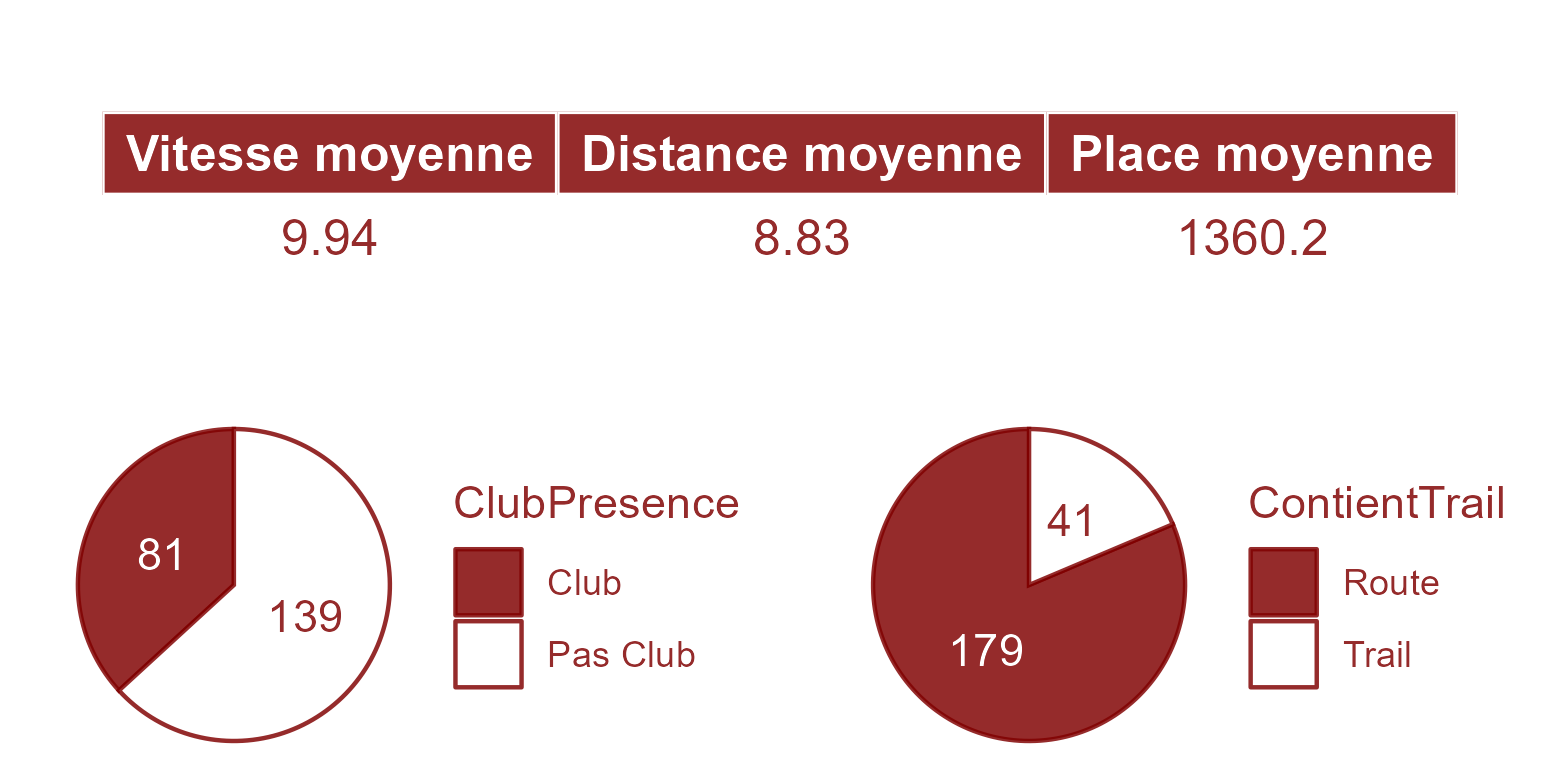 Vitesse moyenne Distance moyenne Place moyenne
9.94 8.83 1360.2
81
139
ClubPresence
Club
Pas Club
41
179
ContientTrail
Route
Trail